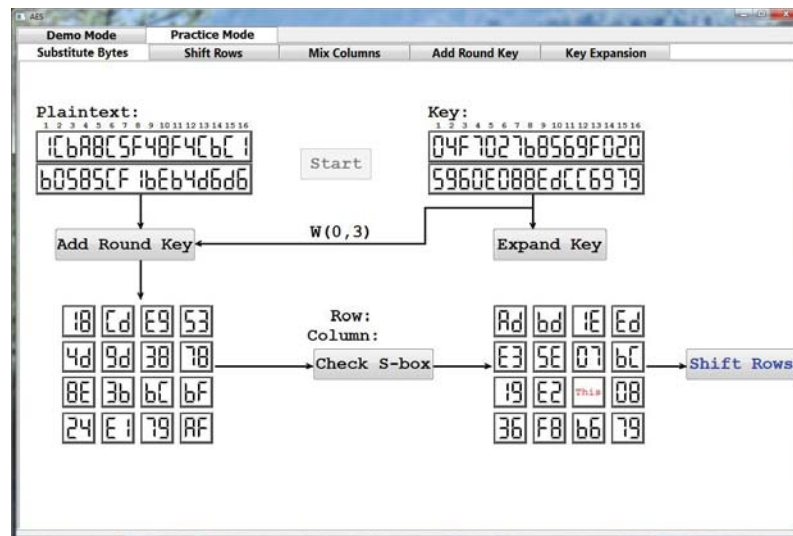 AES
Demo Mode Practice Mode
Substitute Bytes Shift Rows Mix Columns Add Round Key Key Expansion
Plaintext: Key:
1 2 3 4 5 6 7 8 9 10 11 12 13 14 15 16 1 2 3 4 5 6 7 8 9 10 11 12 13 14 15 16
1CbA8C5F48F4CbC1 04F7027b8569F020
Start
b0585CF1bEb4d6d6 5960E088EdCC6979
W(0,3)
Add Round Key Expand Key
Row:
18 Cd E9 53 Ad bd 1E Ed
Column:
4d 9d 38 78 Check S-box E3 5E 07 bC Shift Rows
8E 3b bC bF 19 E2 This 08
24 E1 79 AF 36 F8 b6 79